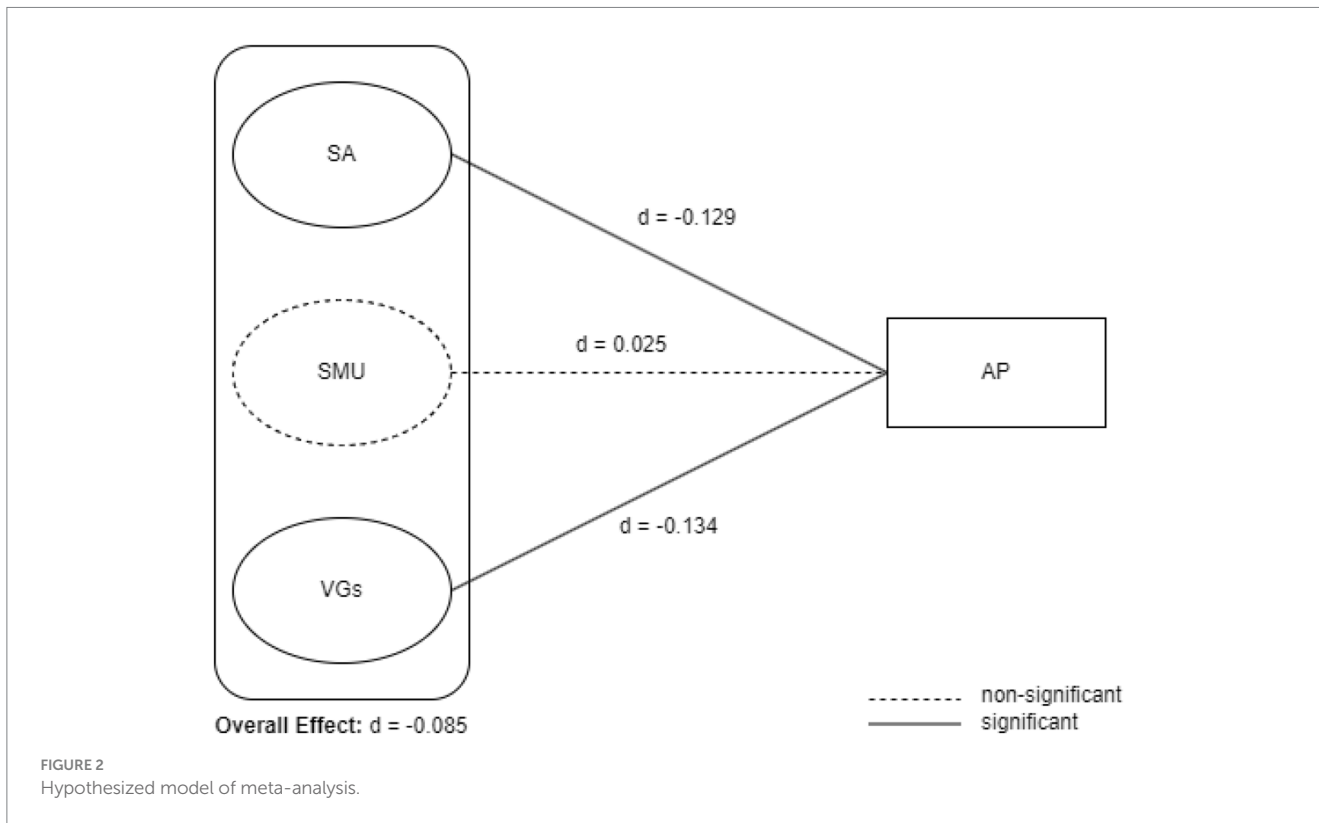 SA
d = -0.129
SMU
d = 0.025
AP
VGs
d = -0.134
Overall Effect: d = -0.085
non-significant
significant
FIGURE 2
Hypothesized model of meta-analysis.